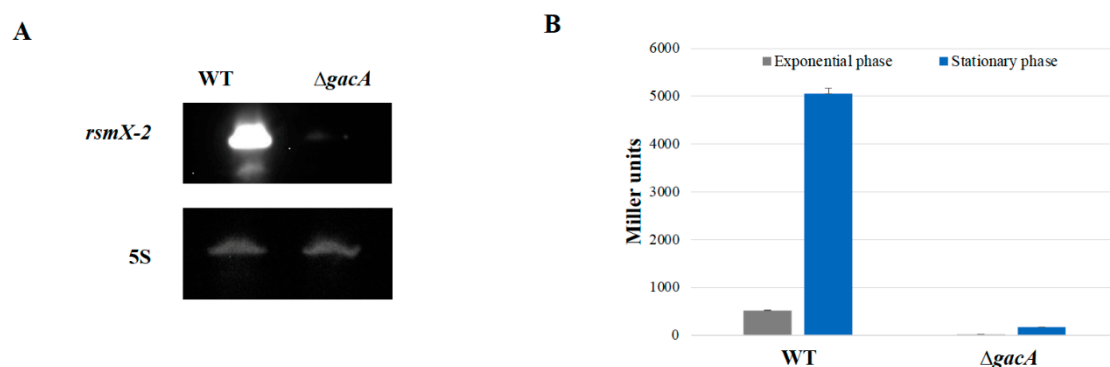 A
WT ΔgacA
rsmX-2
5S
B
6000
Exponential phase Stationary phase
5000
4000
3000
2000
1000
0
Miller units
WT ΔgacA